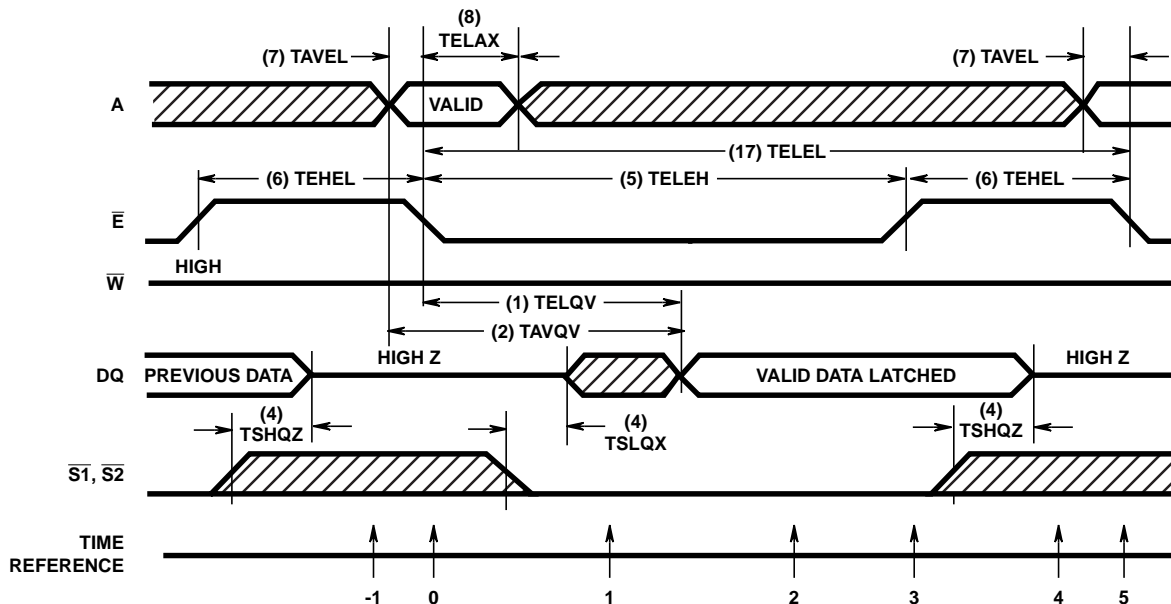 (8)
TELAX
(7) TAVEL
(7) TAVEL
A
VALID
(17) TELEL
(6) TEHEL
(5) TELEH
(6) TEHEL
E̅
HIGH
W̅
(1) TELQV
(2) TAVQV
HIGH Z
HIGH Z
DQ
PREVIOUS DATA
VALID DATA LATCHED
(4)
TSHQZ
(4)
TSLQX
(4)
TSHQZ
S̅1̅, S̅2̅
TIME
REFERENCE
-1 0 1 2 3 4 5